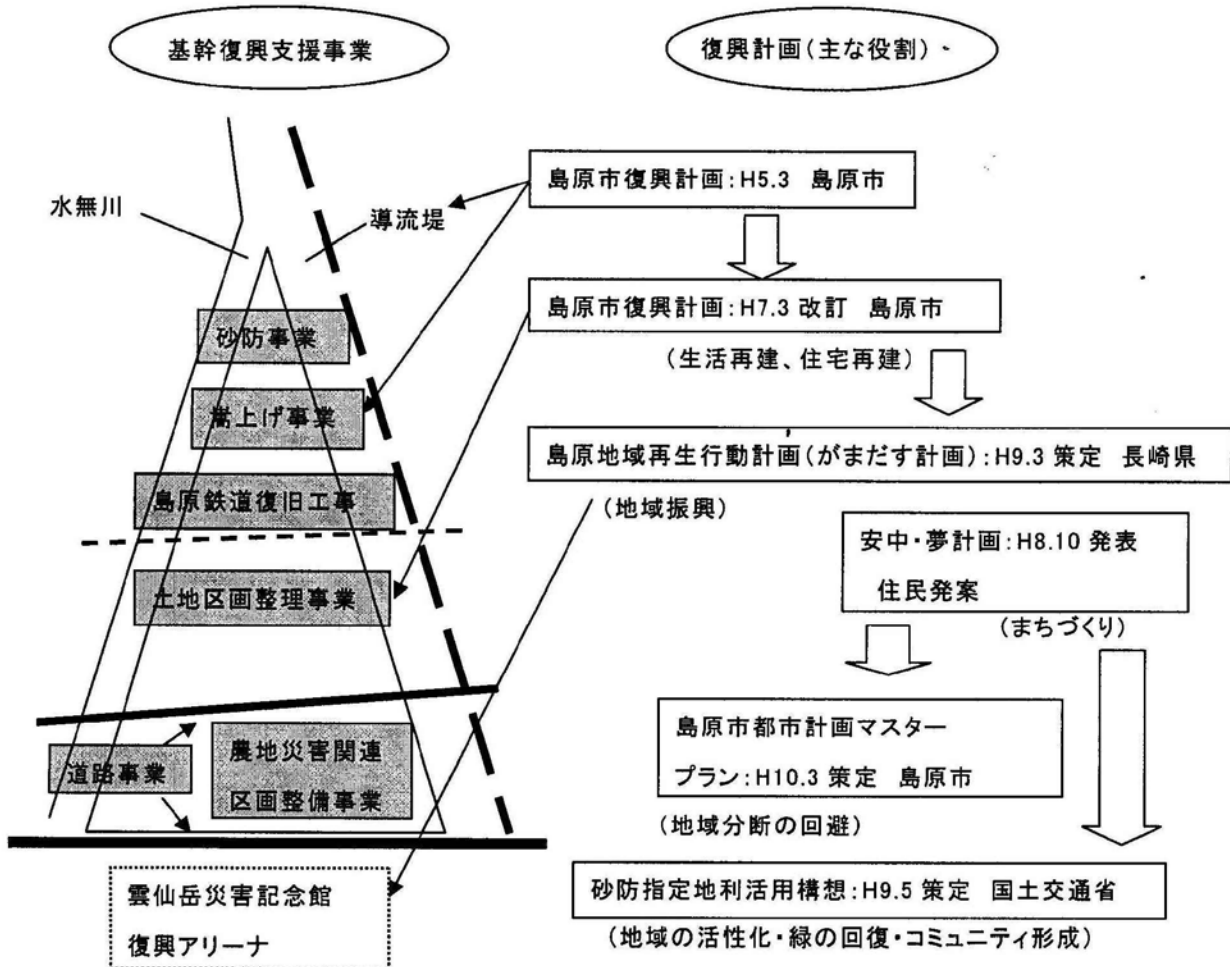 基幹復興支援事業
復興計画(主な役割)
水無川
導流堤
砂防事業
嵩上げ事業
島原鉄道復旧工事
土地区画整理事業
道路事業
農地災害関連
区画整備事業
雲仙岳災害記念館
復興アリーナ
島原市復興計画:H5.3 島原市
島原市復興計画:H7.3 改訂 島原市
(生活再建、住宅再建)
島原地域再生行動計画(がまだす計画):H9.3 策定 長崎県
(地域振興)
安中・夢計画:H8.10 発表
住民発案
(まちづくり)
島原市都市計画マスター
プラン:H10.3 策定 島原市
(地域分断の回避)
砂防指定地利活用構想:H9.5 策定 国土交通省
(地域の活性化・緑の回復・コミュニティ形成)